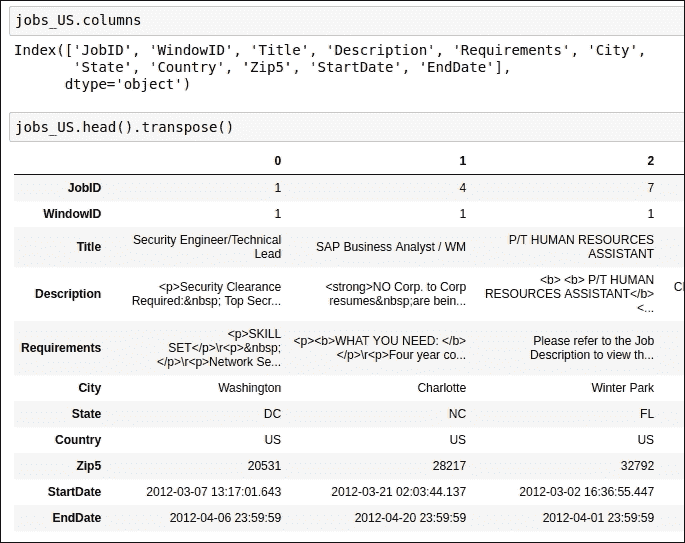 jobs_US.columns
Index(['JobID', 'WindowID', 'Title', 'Description', 'Requirements', 'City',
'State', 'Country', 'Zip5', 'StartDate', 'EndDate'],
dtype='object')
jobs_US.head().transpose()
0 1 2
JobID 1 4 7
WindowID 1 1 1
Title Security Engineer/Technical Lead SAP Business Analyst / WM P/T HUMAN RESOURCES ASSISTANT
Description <p>Security Clearance Required:&nbsp; Top Secr... <strong>NO Corp. to Corp resumes&nbsp;are bein... <b> <b> P/T HUMAN RESOURCES ASSISTANT</b> <... Cl
Requirements <p>SKILL SET</p>\r<p>&nbsp;</p>\r<p>Network Se... <p><b>WHAT YOU NEED: </b></p>\r<p>Four year co... Please refer to the Job Description to view th...
City Washington Charlotte Winter Park
State DC NC FL
Country US US US
Zip5 20531 28217 32792
StartDate 2012-03-07 13:17:01.643 2012-03-21 02:03:44.137 2012-03-02 16:36:55.447
EndDate 2012-04-06 23:59:59 2012-04-20 23:59:59 2012-04-01 23:59:59